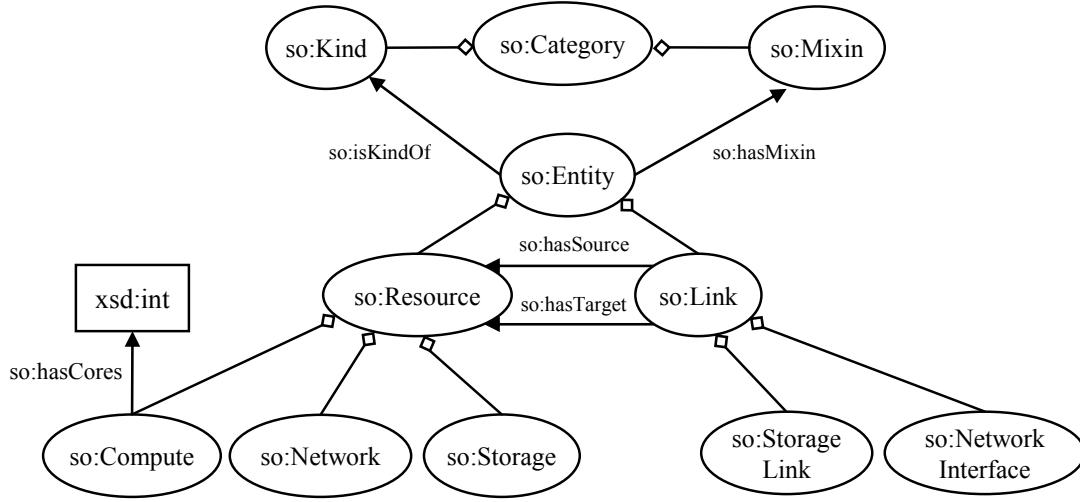 so:Kind
so:Category
so:Mixin
so:isKindOf
so:hasMixin
so:Entity
so:hasSource
xsd:int
so:Resource
so:hasTarget
so:Link
so:hasCores
so:Compute
so:Network
so:Storage
so:Storage
Link
so:Network
Interface